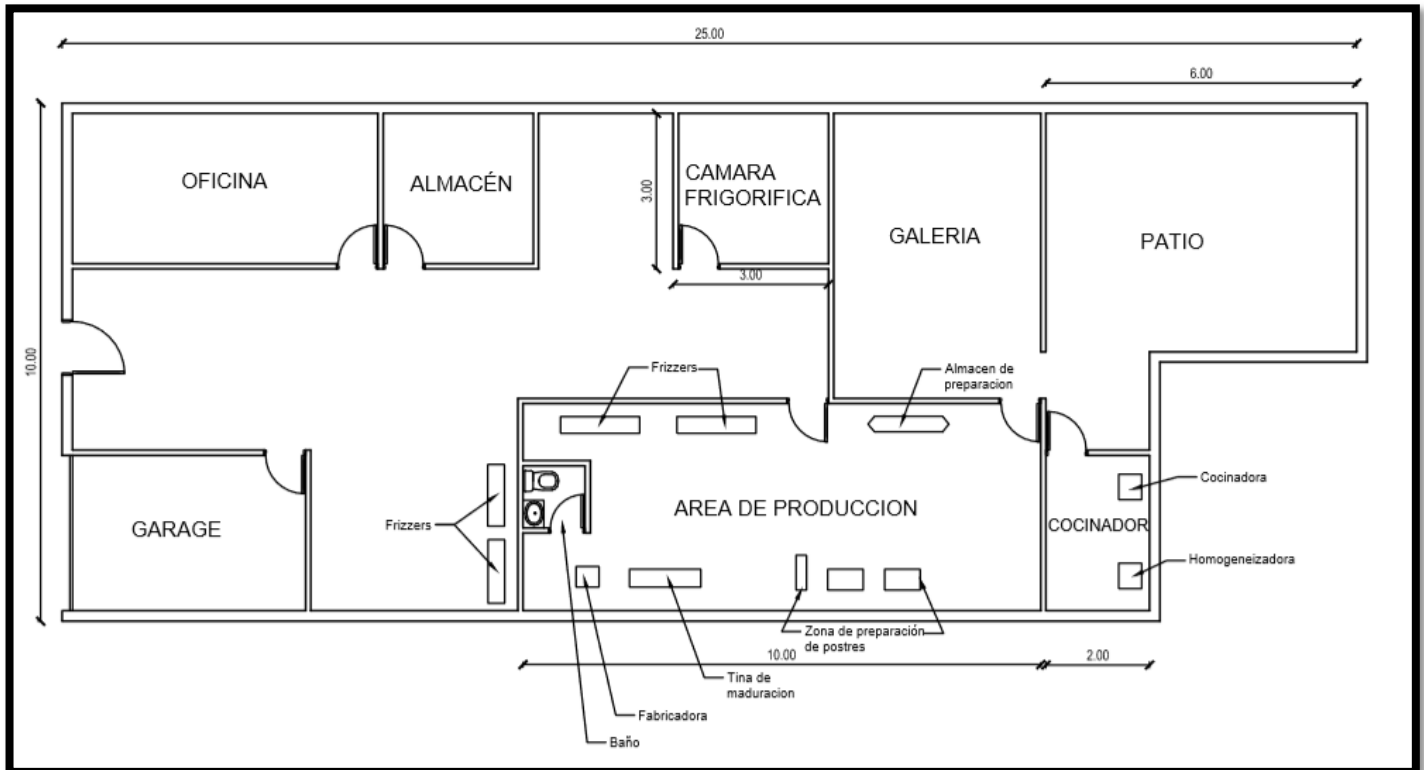 25.00
6.00
10.00
OFICINA
ALMACÉN
3.00
CAMARA
FRIGORIFICA
3.00
GALERIA
PATIO
Frizzers
Almacen de
preparacion
GARAGE
Frizzers
AREA DE PRODUCCION
COCINADOR
Cocinadora
Homogeneizadora
Zona de preparación
de postres
10.00
2.00
Tina de
maduracion
Fabricadora
Baño